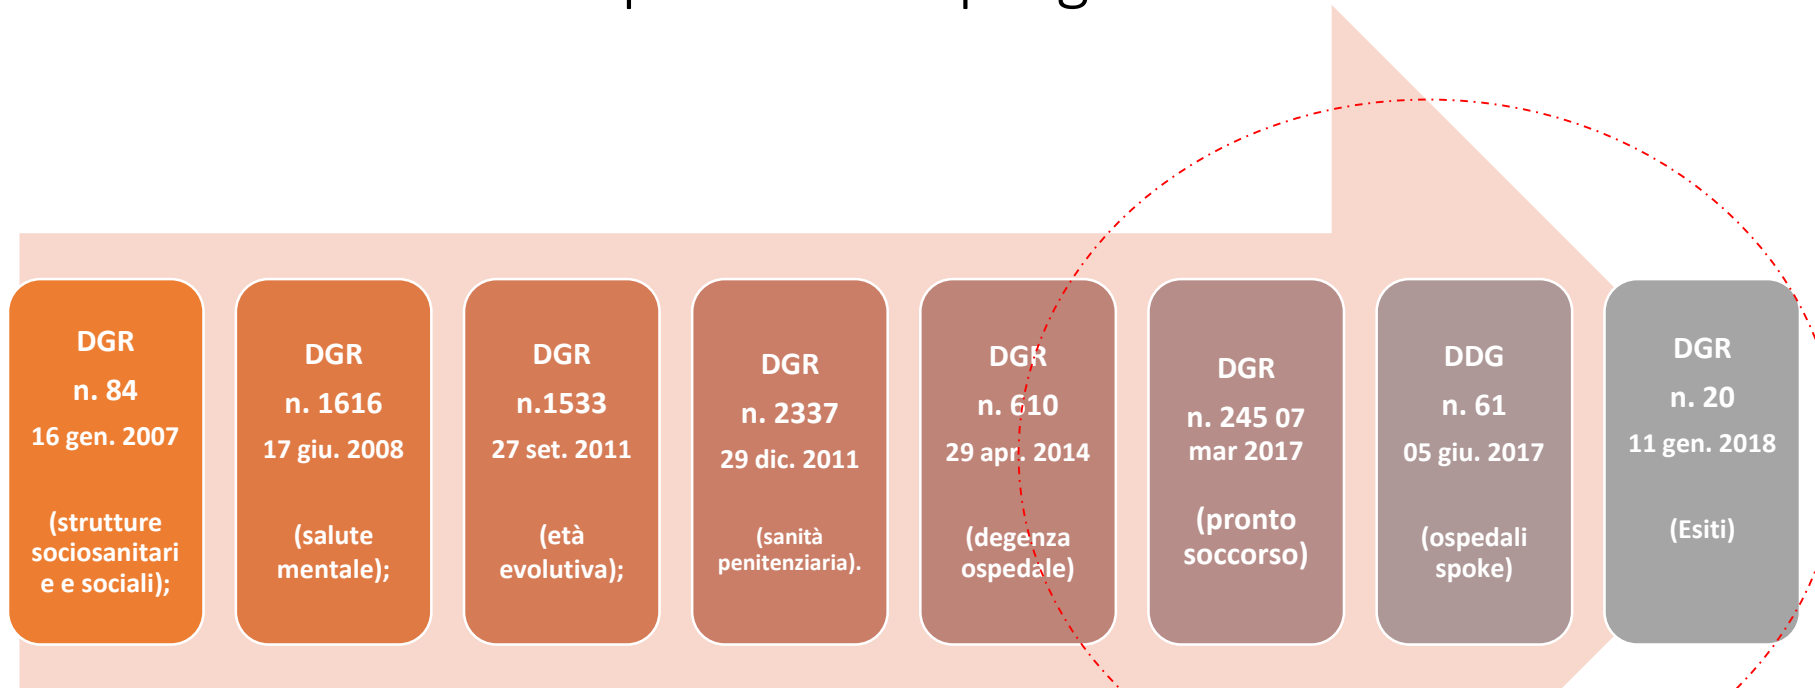 DGR
n. 84
16 gen. 2007
(strutture
sociosanitari
e e sociali);
DGR
n. 1616
17 giu. 2008
(salute
mentale);
DGR
n.1533
27 set. 2011
(età
evolutiva);
DGR
n. 2337
29 dic. 2011
(sanità
penitenziaria).
DGR
n. 610
29 apr. 2014
(degenza
ospedale)
DGR
n. 245 07
mar 2017
(pronto
soccorso)
DDG
n. 61
05 giu. 2017
(ospedali
spoke)
DGR
n. 20
11 gen. 2018
(Esiti)